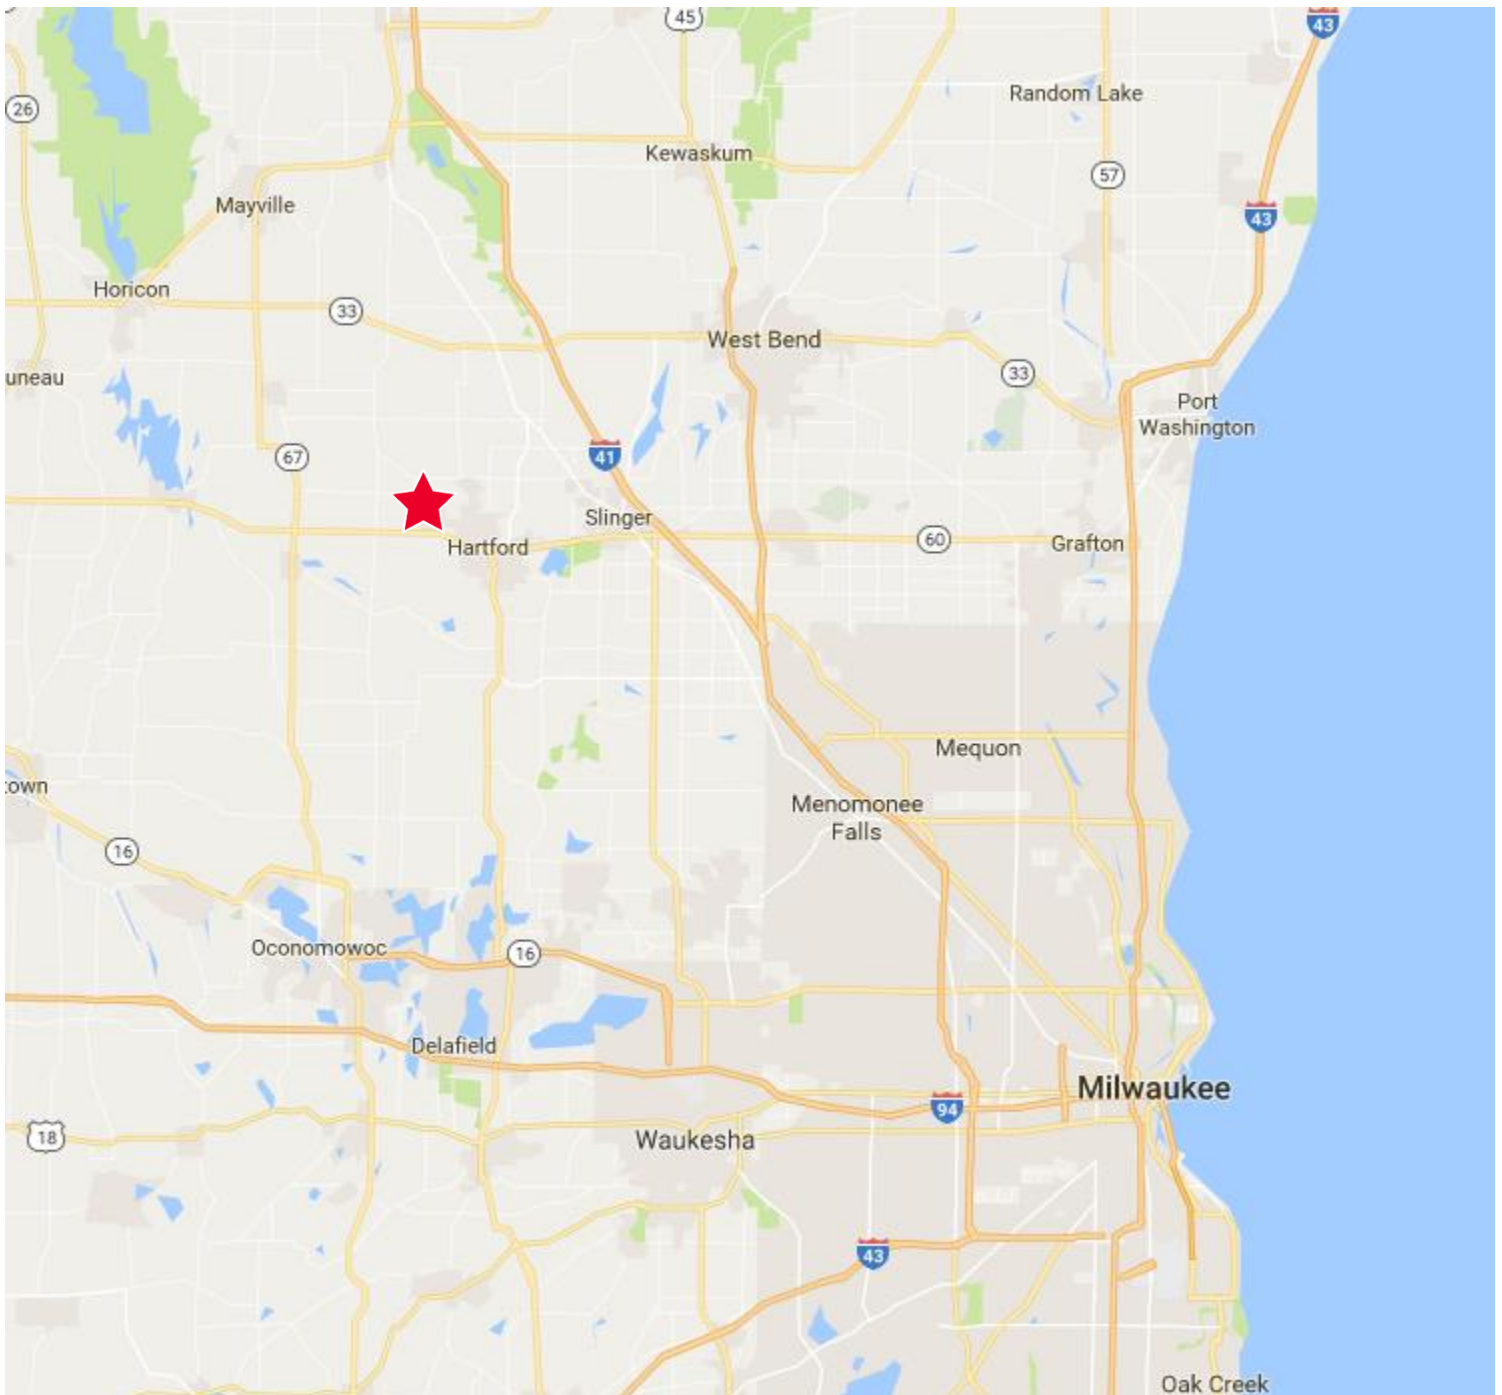 45
43
26
Random Lake
Kewaskum
57
Mayville
43
Horicon
33
West Bend
33
uneau
Port
Washington
67
41
Slinger
Hartford
60
Grafton
Mequon
own
Menomonee
Falls
16
Oconomowoc
16
Delafield
Milwaukee
94
18
Waukesha
43
Oak Creek